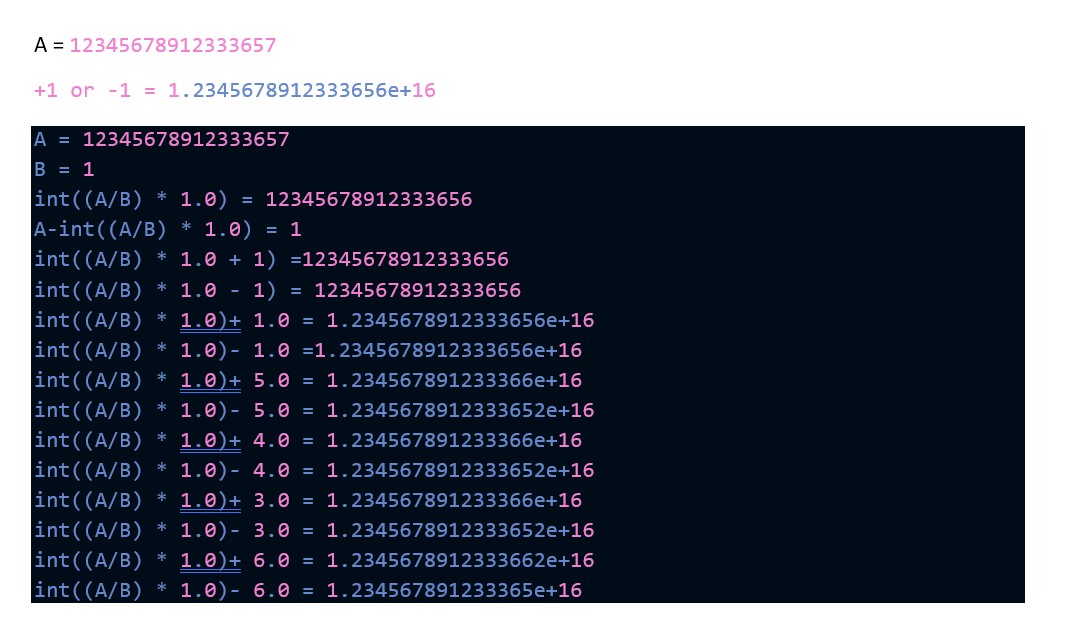 A = 12345678912333657
+1 or -1 = 1.2345678912333656e+16
A = 12345678912333657
B = 1
int((A/B) * 1.0) = 12345678912333656
A-int((A/B) * 1.0) = 1
int((A/B) * 1.0 + 1) =12345678912333656
int((A/B) * 1.0 - 1) = 12345678912333656
int((A/B) * 1.0)+ 1.0 = 1.2345678912333656e+16
int((A/B) * 1.0)- 1.0 =1.2345678912333656e+16
int((A/B) * 1.0)+ 5.0 = 1.234567891233366e+16
int((A/B) * 1.0)- 5.0 = 1.2345678912333652e+16
int((A/B) * 1.0)+ 4.0 = 1.234567891233366e+16
int((A/B) * 1.0)- 4.0 = 1.2345678912333652e+16
int((A/B) * 1.0)+ 3.0 = 1.234567891233366e+16
int((A/B) * 1.0)- 3.0 = 1.2345678912333652e+16
int((A/B) * 1.0)+ 6.0 = 1.2345678912333662e+16
int((A/B) * 1.0)- 6.0 = 1.234567891233365e+16